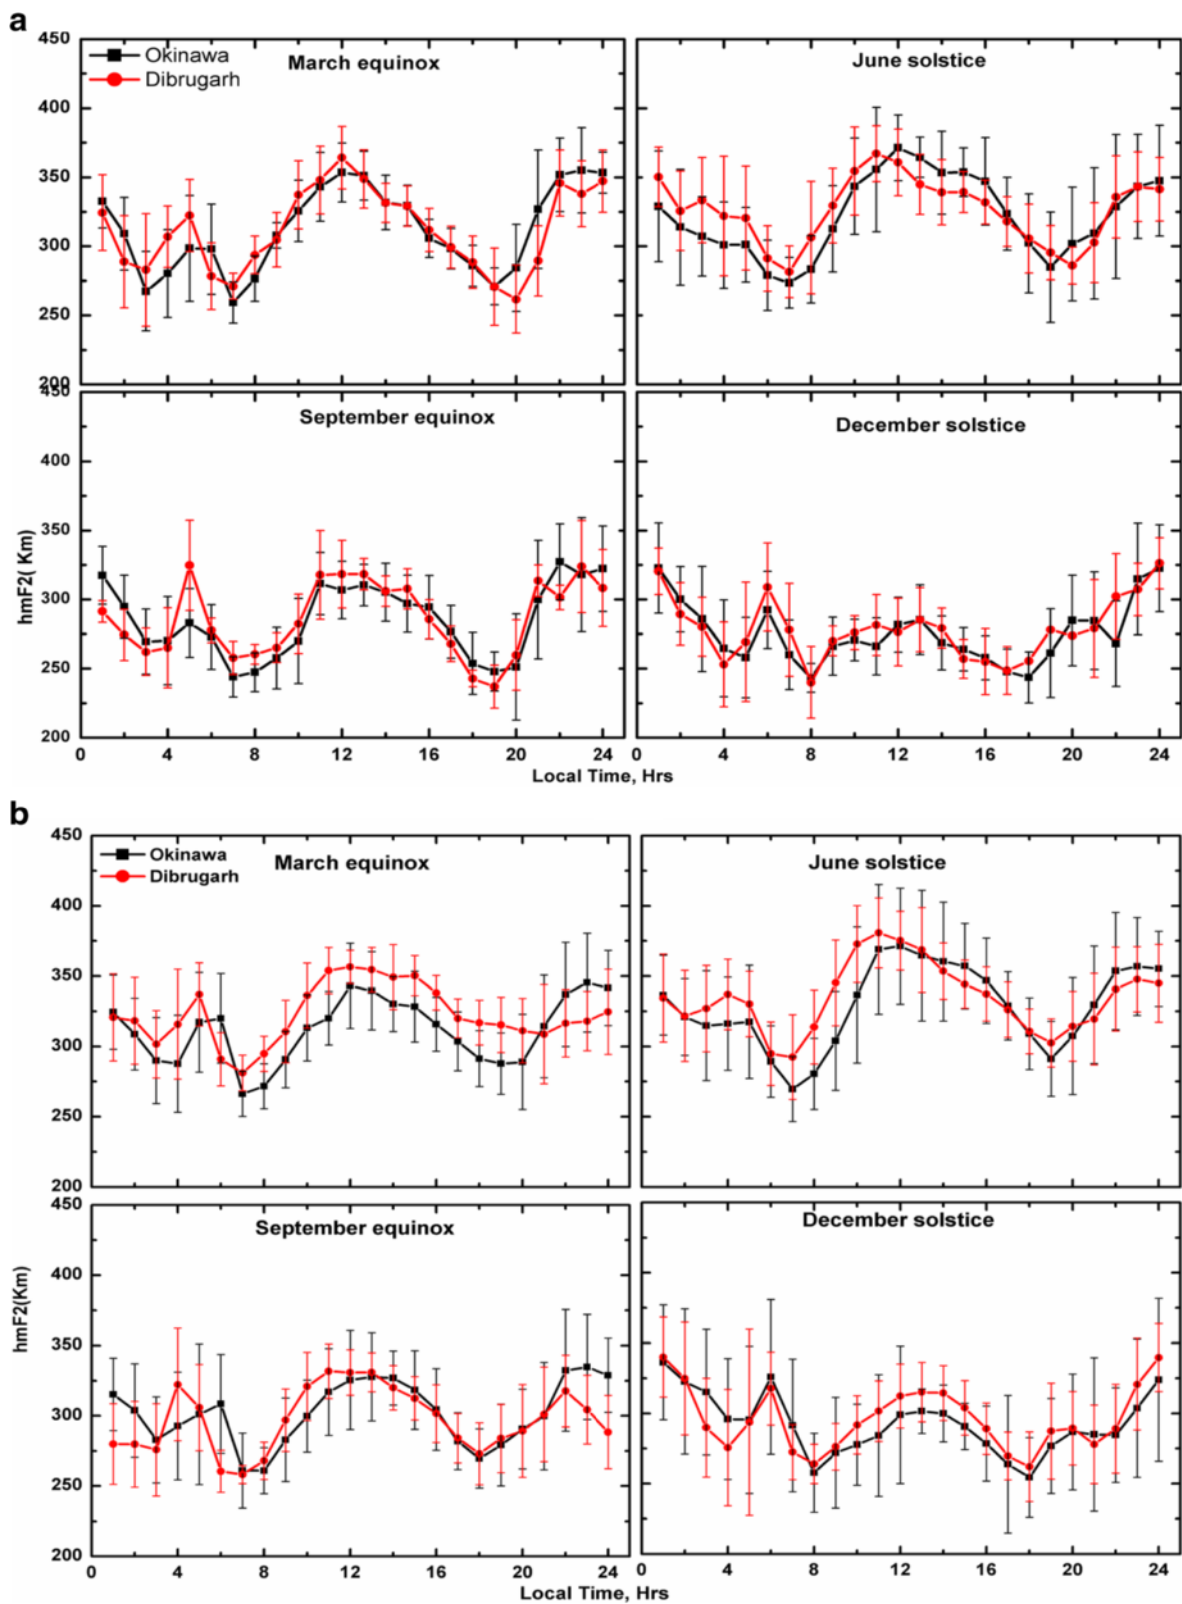 a
450
400
350
300
250
200
Okinawa
Dibrugarh
March equinox
June solstice
450
400
350
300
250
200
hmF2( Km)
September equinox
December solstice
0 4 8 12 16 20 24 4 8 12 16 20 24
Local Time, Hrs
b
450
400
350
300
250
200
Okinawa
Dibrugarh
March equinox
June solstice
450
400
350
300
250
200
hmF2(Km)
September equinox
December solstice
0 4 8 12 16 20 24 0 4 8 12 16 20 24
Local Time, Hrs